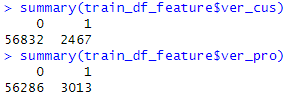 > summary(train_df_feature$ver_cus)
    0     1
56832  2467
> summary(train_df_feature$ver_pro)
    0     1
56286  3013